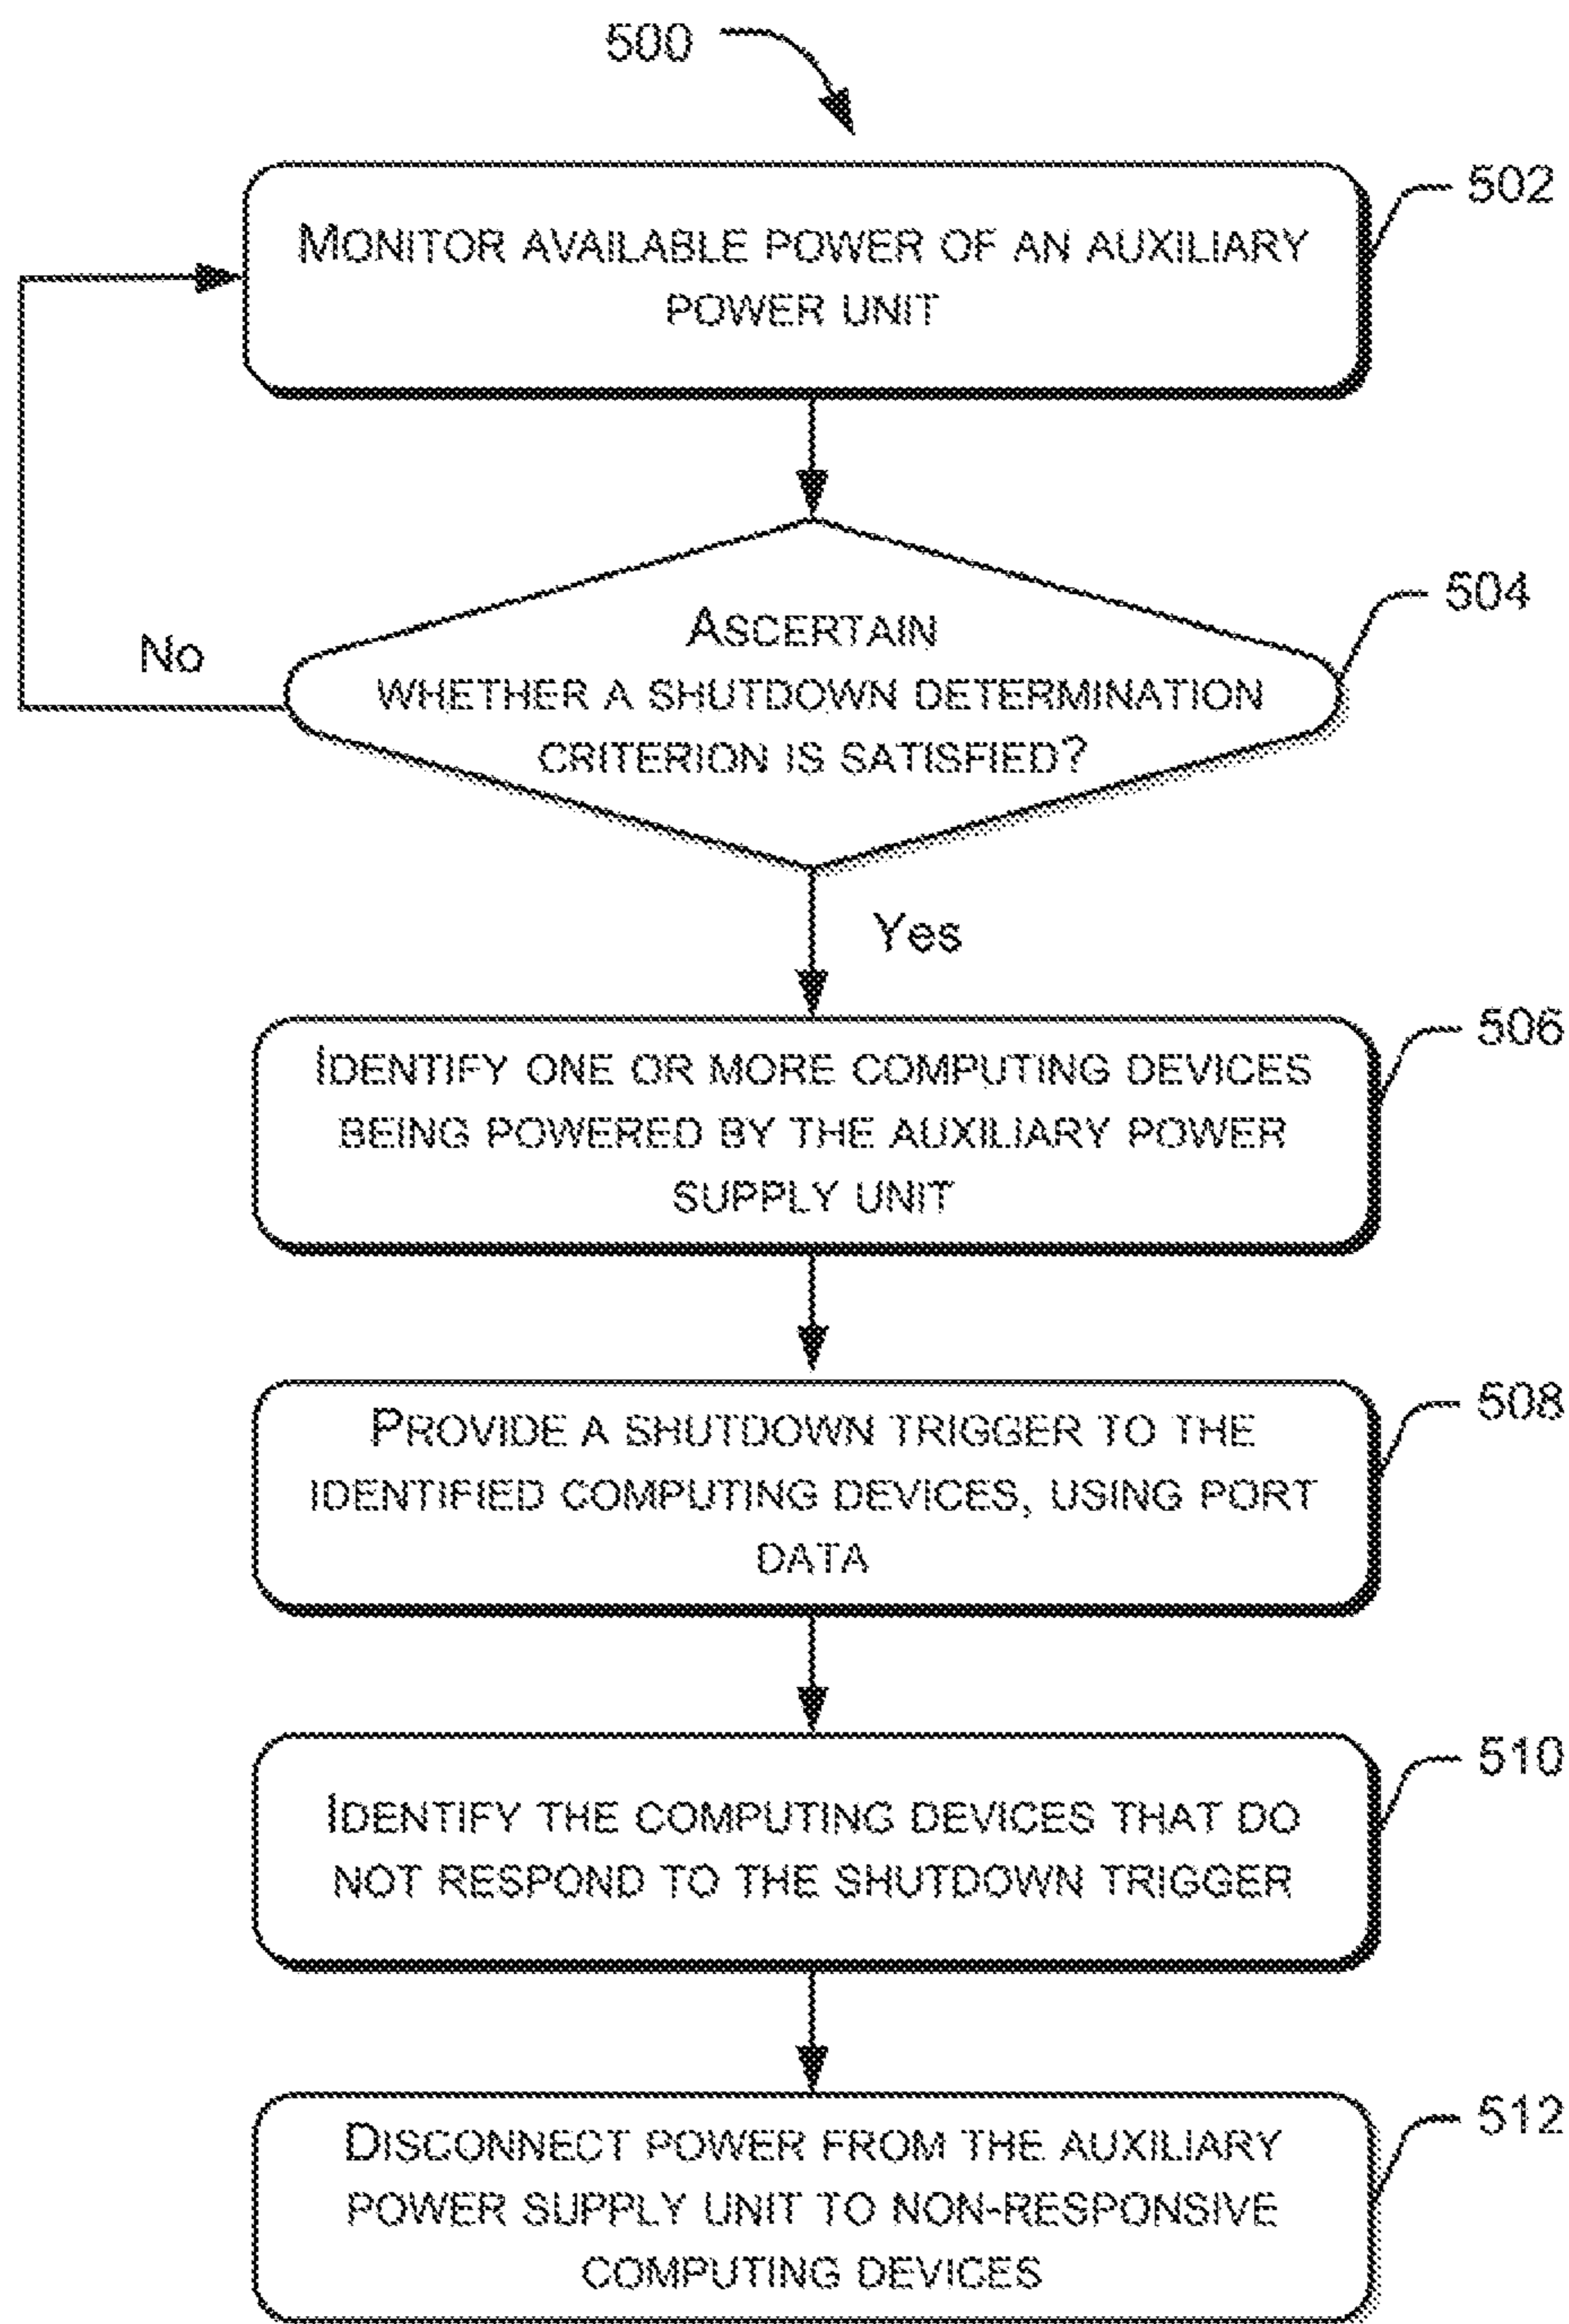 500
502
MONITOR AVAILABLE POWER OF AN AUXILIARY
POWER UNIT
504
No
ASCERTAIN
WHETHER A SHUTDOWN DETERMINATION
CRITERION IS SATISFIED?
Yes
506
IDENTIFY ONE OR MORE COMPUTING DEVICES
BEING POWERED BY THE AUXILIARY POWER
SUPPLY UNIT
508
PROVIDE A SHUTDOWN TRIGGER TO THE
IDENTIFIED COMPUTING DEVICES, USING PORT
DATA
510
IDENTIFY THE COMPUTING DEVICES THAT DO
NOT RESPOND TO THE SHUTDOWN TRIGGER
512
DISCONNECT POWER FROM THE AUXILIARY
POWER SUPPLY UNIT TO NON-RESPONSIVE
COMPUTING DEVICES